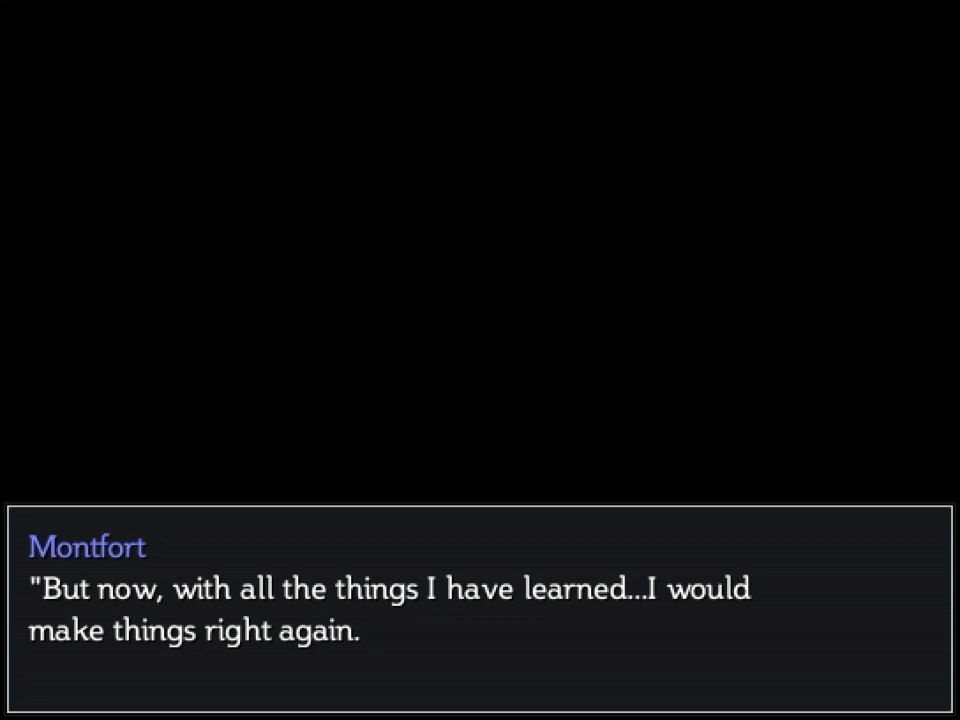 Montfort
"But now, with all the things I have learned...I would
make things right again.